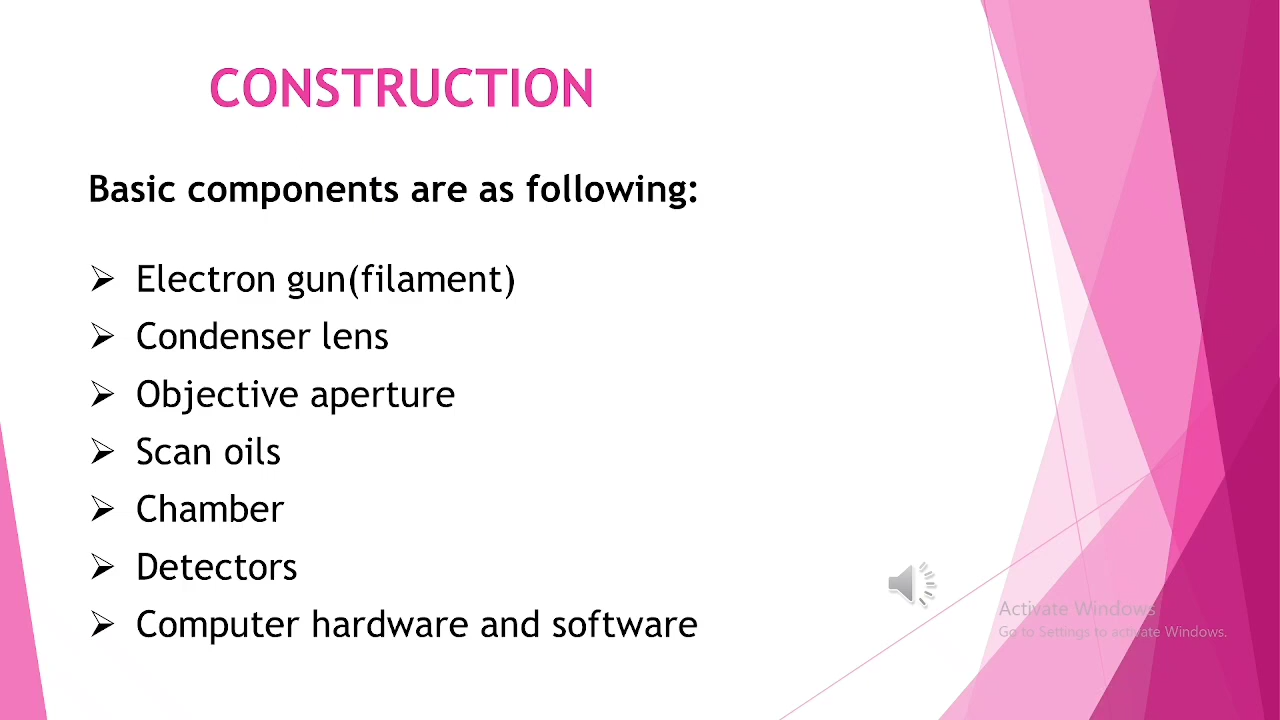 CONSTRUCTION
Basic components are as following:
➢ Electron gun(filament)
➢ Condenser lens
➢ Objective aperture
➢ Scan oils
➢ Chamber
➢ Detectors
➢ Computer hardware and software
Activate Windows
Go to Settings to activate Windows.